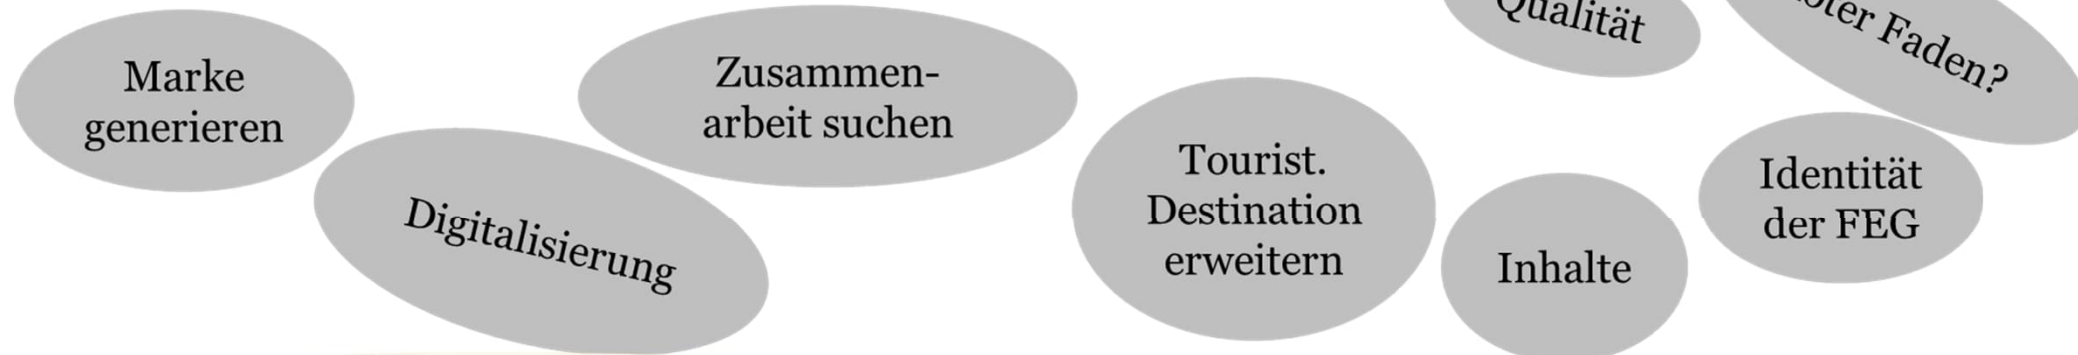 Marke
generieren
Digitalisierung
Zusammen-
arbeit suchen
Tourist.
Destination
erweitern
Qualität
Inhalte
Faden?
Identität
der FEG